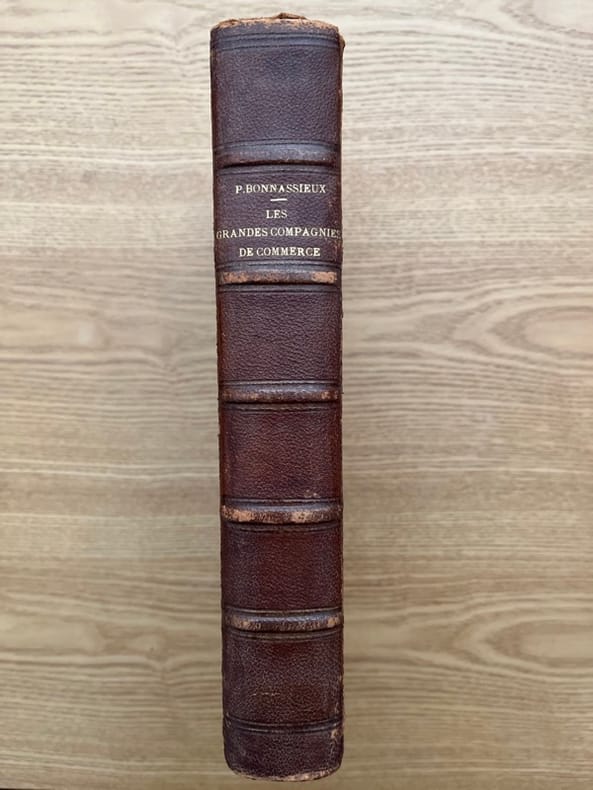 P. BONNASSIEUX
LES
GRANDES COMPAGNIES
DE COMMERCE